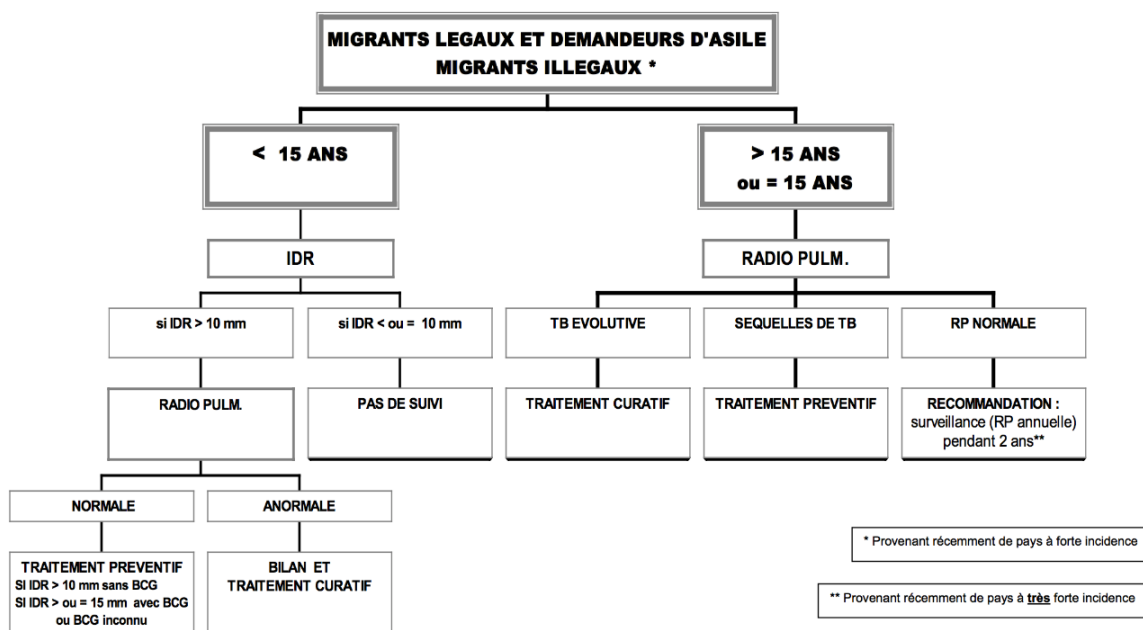 MIGRANTS LEGAUX ET DEMANDEURS D'ASILE
MIGRANTS ILLEGAUX *
< 15 ANS
> 15 ANS
ou = 15 ANS
IDR
RADIO PULM.
si IDR > 10 mm
si IDR < ou = 10 mm
TB EVOLUTIVE
SEQUELLES DE TB
RP NORMALE
RADIO PULM.
PAS DE SUIVI
TRAITEMENT CURATIF
TRAITEMENT PREVENTIF
RECOMMANDATION :
surveillance (RP annuelle)
pendant 2 ans**
NORMALE
ANORMALE
TRAITEMENT PREVENTIF
SI IDR > 10 mm sans BCG
SI IDR > ou = 15 mm avec BCG
ou BCG inconnu
BILAN ET
TRAITEMENT CURATIF
* Provenant récemment de pays à forte incidence
** Provenant récemment de pays à très forte incidence